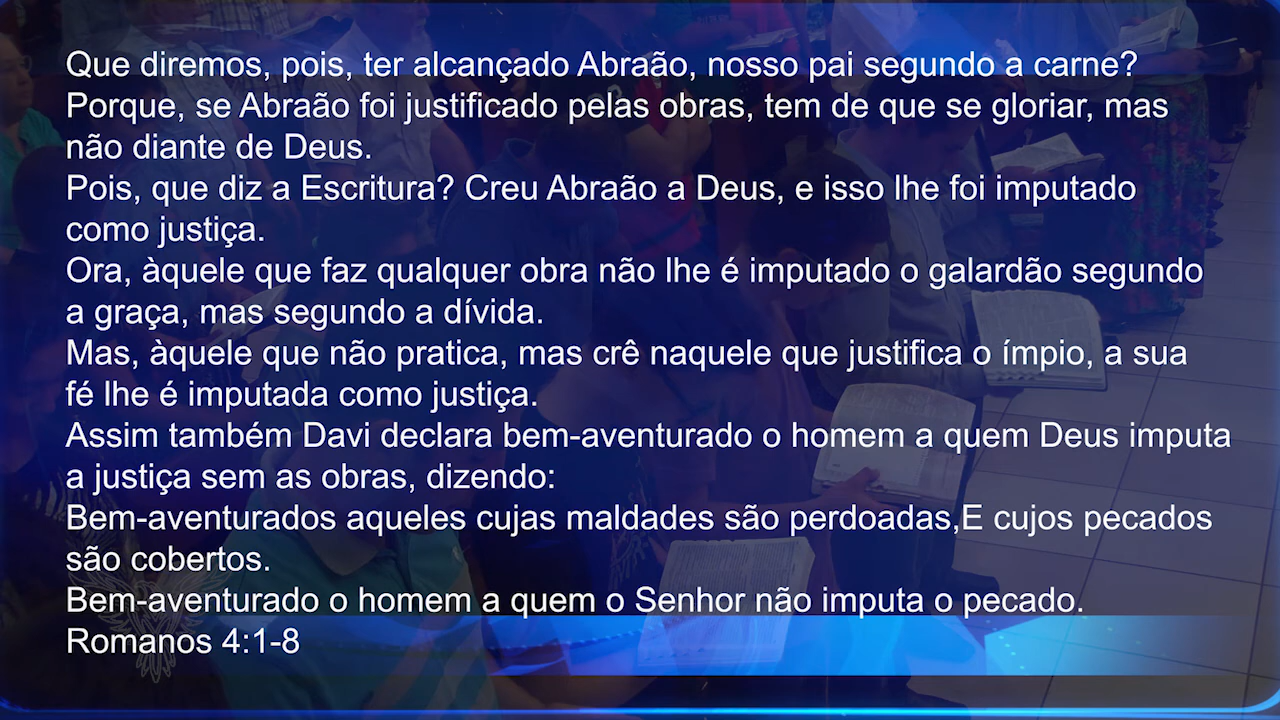 Que diremos, pois, ter alcançado Abraão, nosso pai segundo a carne?
Porque, se Abraão foi justificado pelas obras, tem de que se gloriar, mas
não diante de Deus.
Pois, que diz a Escritura? Creu Abraão a Deus, e isso lhe foi imputado
como justiça.
Ora, àquele que faz qualquer obra não lhe é imputado o galardão segundo
a graça, mas segundo a dívida.
Mas, àquele que não pratica, mas crê naquele que justifica o ímpio, a sua
fé lhe é imputada como justiça.
Assim também Davi declara bem-aventurado o homem a quem Deus imputa
a justiça sem as obras, dizendo:
Bem-aventurados aqueles cujas maldades são perdoadas,E cujos pecados
são cobertos.
Bem-aventurado o homem a quem o Senhor não imputa o pecado.
Romanos 4:1-8